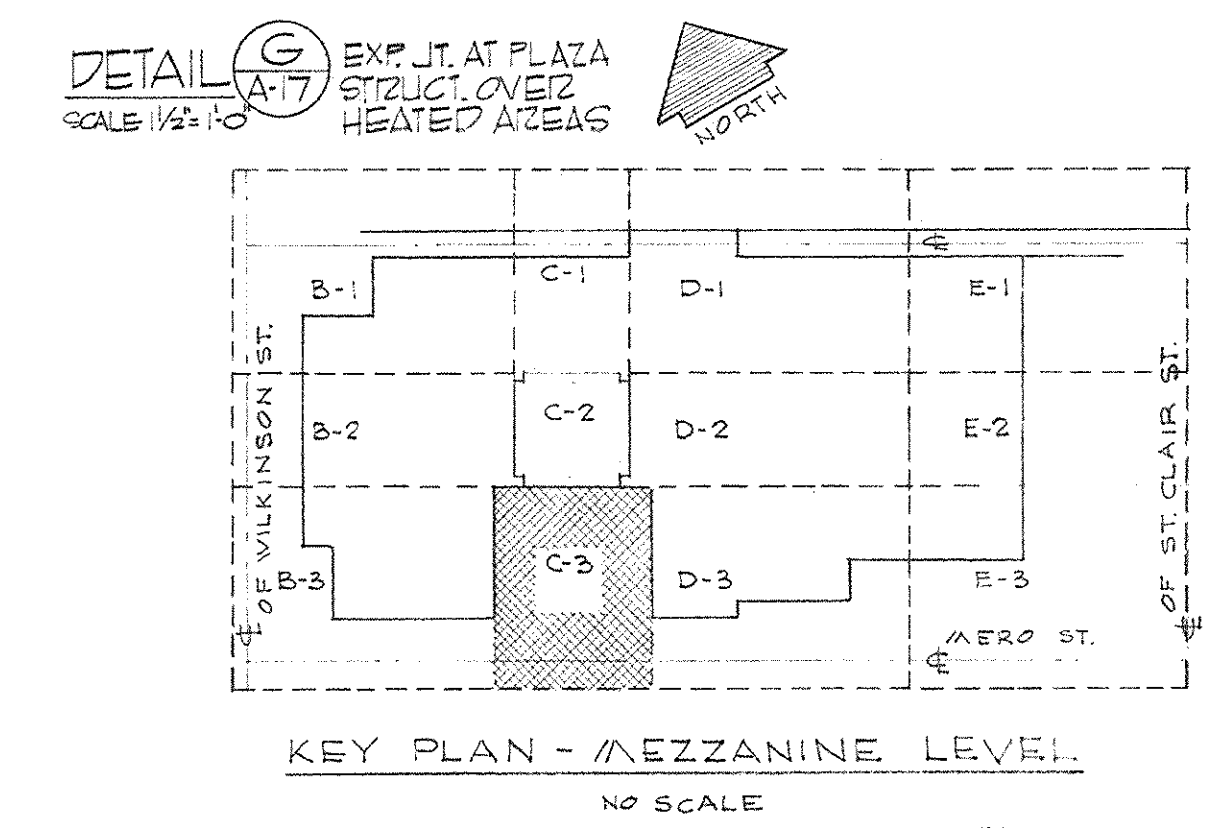 DETAIL
SCALE 1 1/2" = 1'-0"
G
A-17
EXP. JT. AT PLAZA
STRUCT. OVER
HEATED AREAS
NORTH
℄
B-1
C-1
D-1
E-1
B-2
C-2
D-2
E-2
B-3
C-3
D-3
E-3
℄ OF WILKINSON ST.
℄ OF ST. CLAIR ST.
℄ MERO ST.
KEY PLAN - MEZZANINE LEVEL
NO SCALE